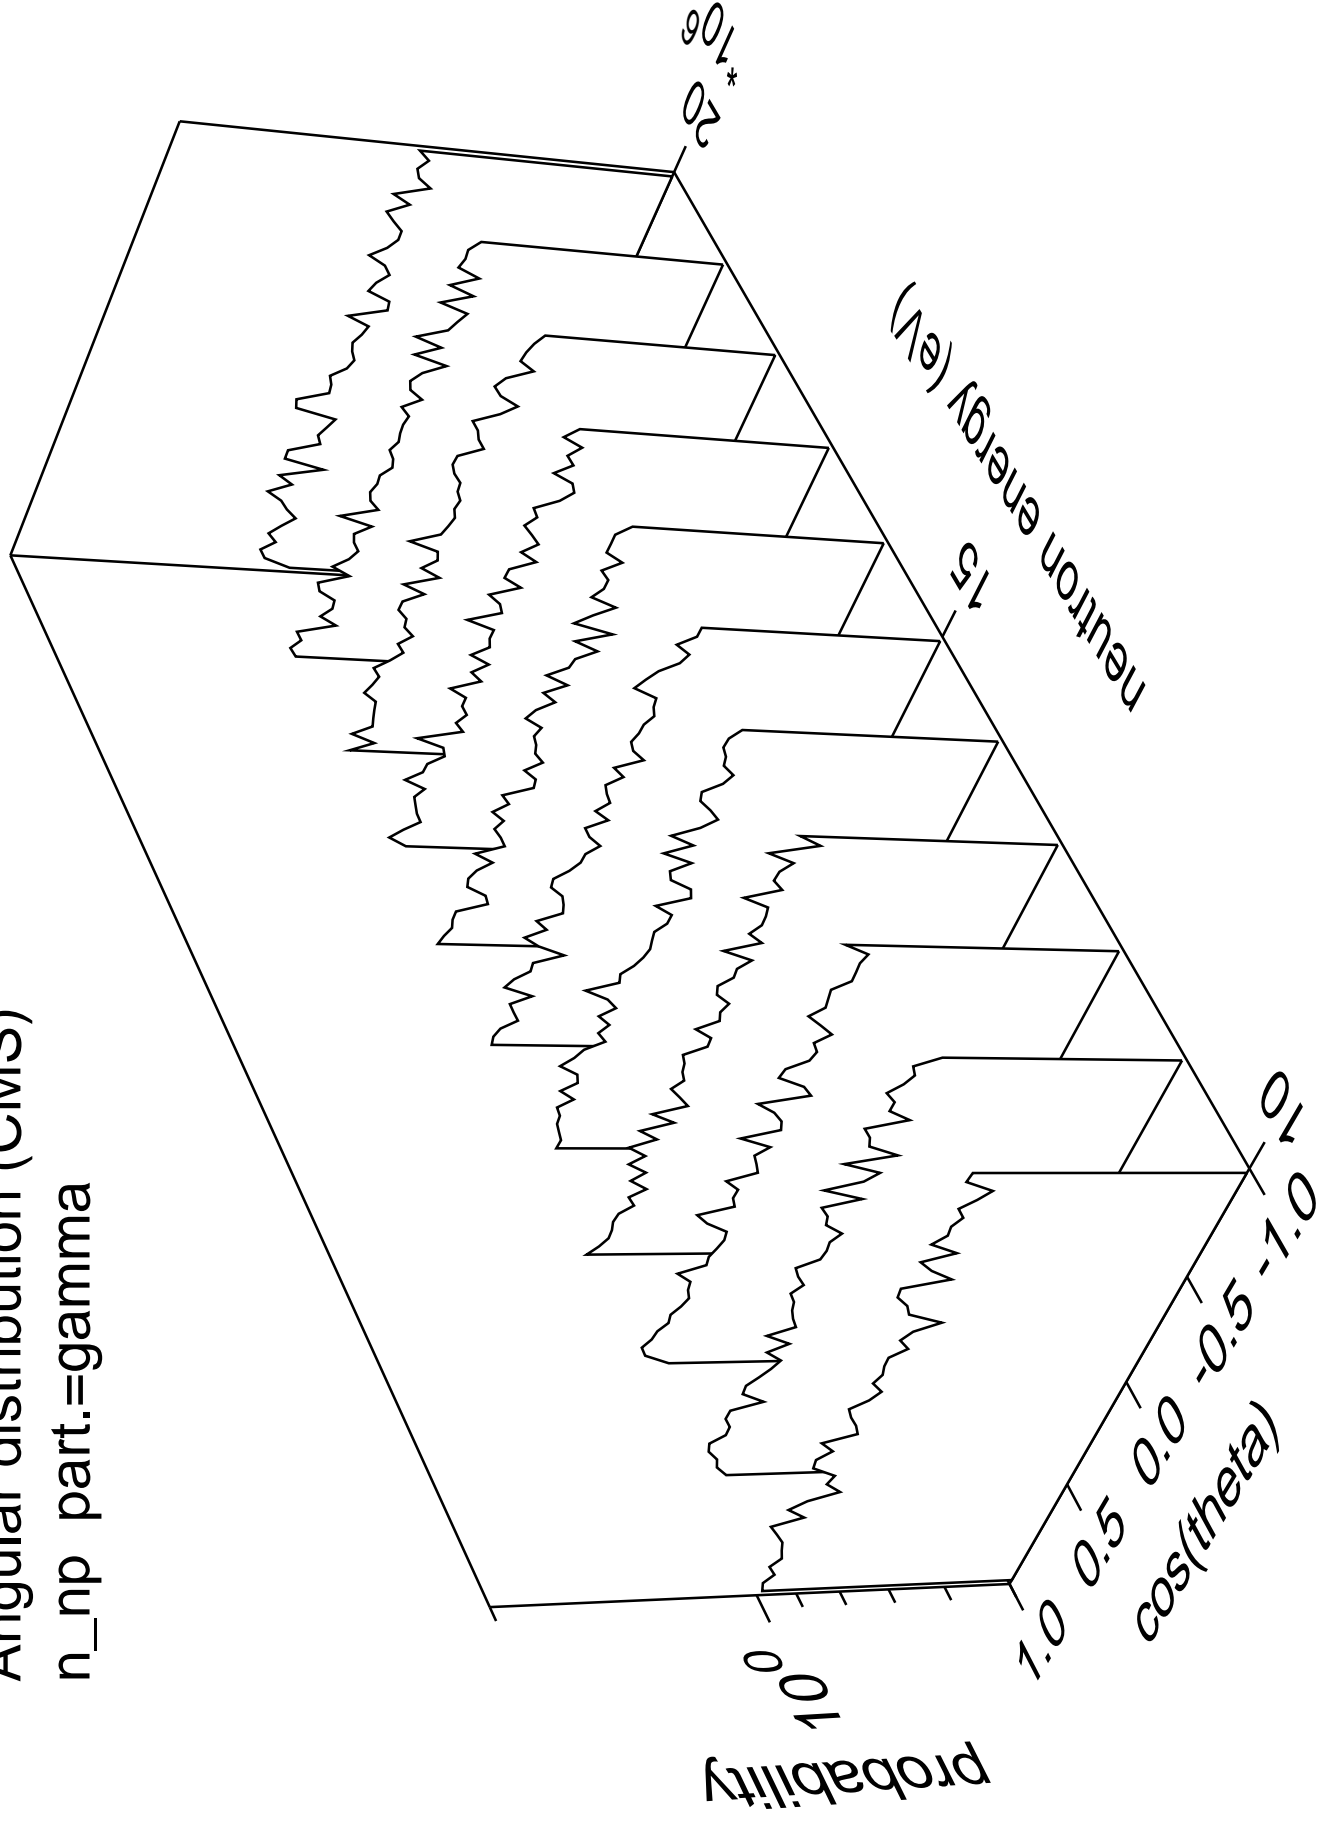 Angular distribution (CMS)
n_np part.=gamma
probability
10^0
1.0 0.5 0.0 -0.5 -1.0
cos(theta)
10 15 20
neutron energy (eV)
*10^6